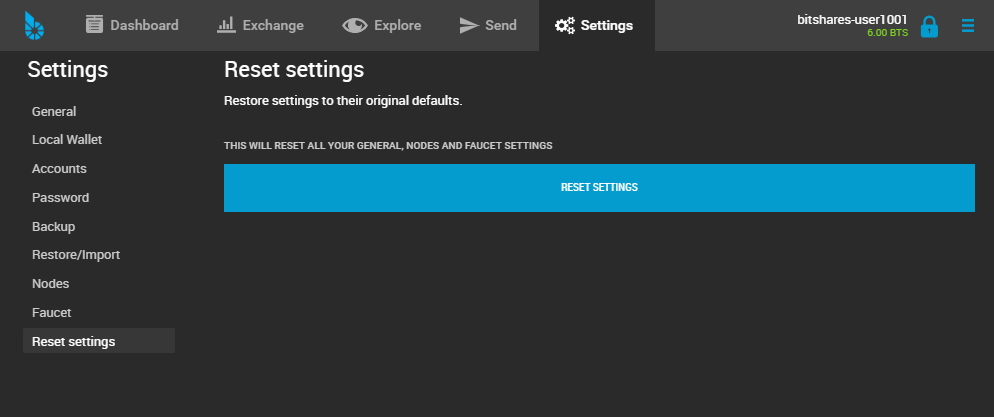 Dashboard Exchange Explore Send Settings
bitshares-user1001
6.00 BTS
Settings
General
Local Wallet
Accounts
Password
Backup
Restore/Import
Nodes
Faucet
Reset settings
Reset settings
Restore settings to their original defaults.
THIS WILL RESET ALL YOUR GENERAL, NODES AND FAUCET SETTINGS
RESET SETTINGS